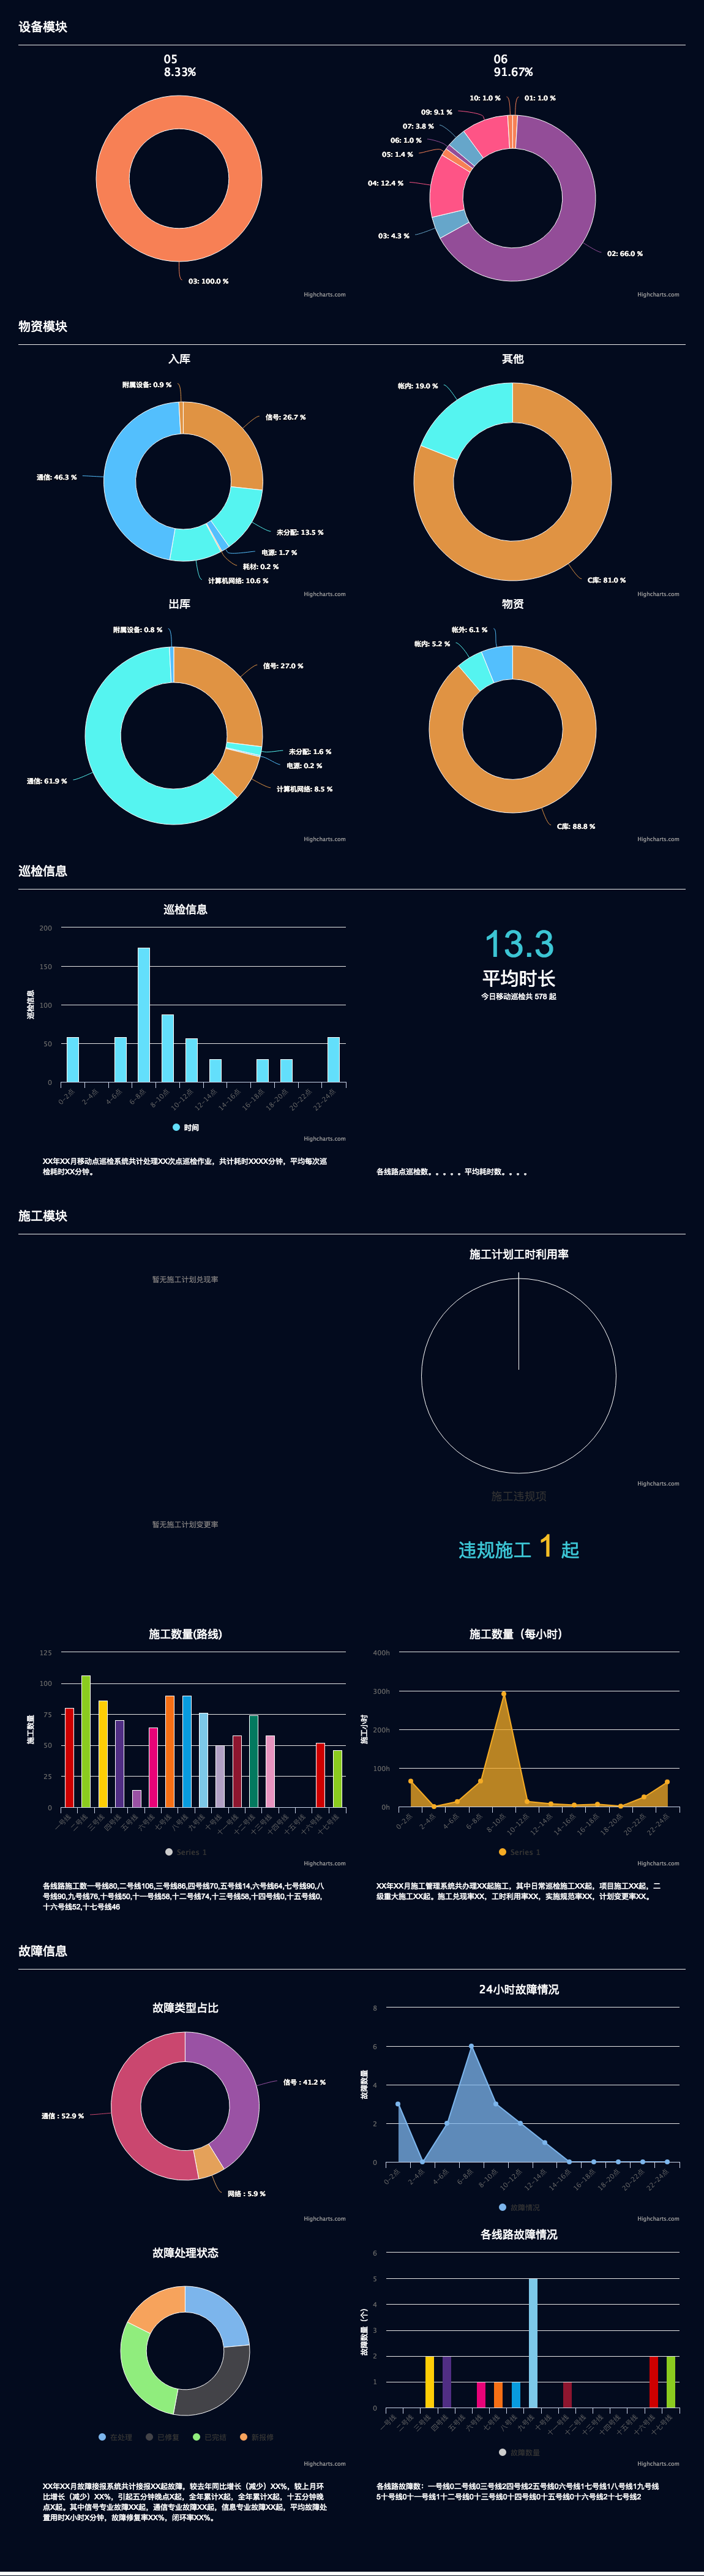 设备模块
05
8.33%
03: 100.0 %
Highcharts.com
06
91.67%
10: 1.0 %
01: 1.0 %
09: 9.1 %
07: 3.8 %
06: 1.0 %
05: 1.4 %
04: 12.4 %
03: 4.3 %
02: 66.0 %
Highcharts.com
物资模块
入库
附属设备: 0.9 %
信号: 26.7 %
通信: 46.3 %
未分配: 13.5 %
电源: 1.7 %
耗材: 0.2 %
计算机网络: 10.6 %
其他
帐内: 19.0 %
C库: 81.0 %
Highcharts.com
出库
附属设备: 0.8 %
信号: 27.0 %
未分配: 1.6 %
电源: 0.2 %
通信: 61.9 %
计算机网络: 8.5 %
Highcharts.com
物资
帐外: 6.1 %
帐内: 5.2 %
C库: 88.8 %
Highcharts.com
巡检信息
巡检信息
巡检信息
200
150
100
50
0
0-2点
2-4点
4-6点
6-8点
8-10点
10-12点
12-14点
14-16点
16-18点
18-20点
20-22点
22-24点
时间
Highcharts.com
13.3
平均时长
今日移动巡检共 578 起
XX年XX月移动点巡检系统共计处理XX次点巡检作业，共计耗时XXXX分钟，平均每次巡
检耗时XX分钟。
各线路点巡检数。。。。。平均耗时数。。。。
施工模块
暂无施工计划兑现率
施工计划工时利用率
Highcharts.com
暂无施工计划变更率
施工违规项
违规施工 1 起
施工数量(路线)
施工数量
125
100
75
50
25
0
一号线
二号线
三号线
四号线
五号线
六号线
七号线
八号线
九号线
十号线
十一号线
十二号线
十三号线
十四号线
十五号线
十六号线
十七号线
Series 1
Highcharts.com
施工数量（每小时）
施工小时
400h
300h
200h
100h
0h
0-2点
2-4点
4-6点
6-8点
8-10点
10-12点
12-14点
14-16点
16-18点
18-20点
20-22点
22-24点
Series 1
Highcharts.com
各线路施工数一号线80,二号线106,三号线86,四号线70,五号线14,六号线64,七号线90,八
号线90,九号线76,十号线50,十一号线58,十二号线74,十三号线58,十四号线0,十五号线0,
十六号线52,十七号线46
XX年XX月施工管理系统共办理XX起施工，其中日常巡检施工XX起，项目施工XX起，二
级重大施工XX起。施工兑现率XX，工时利用率XX，实施规范率XX，计划变更率XX。
故障信息
故障类型占比
信号：41.2 %
通信：52.9 %
网络：5.9 %
Highcharts.com
24小时故障情况
故障数量
8
6
4
2
0
0-2点
2-4点
4-6点
6-8点
8-10点
10-12点
12-14点
14-16点
16-18点
18-20点
20-22点
22-24点
故障情况
Highcharts.com
故障处理状态
在处理
已修复
已完结
新报修
各线路故障情况
故障数量（个）
6
5
4
3
2
1
0
一号线
二号线
三号线
四号线
五号线
六号线
七号线
八号线
九号线
十号线
十一号线
十二号线
十三号线
十四号线
十五号线
十六号线
十七号线
故障数量
Highcharts.com
XX年XX月故障接报系统共计接报XX起故障，较去年同比增长（减少）XX%，较上月环
比增长（减少）XX%，引起五分钟晚点X起，全年累计X起，全年累计X起，十五分钟晚
点X起。其中信号专业故障XX起，通信专业故障XX起，信息专业故障XX起，平均故障处
置用时X小时X分钟，故障修复率XX%，闭环率XX%。
各线路故障数：一号线0二号线0三号线2四号线2五号线0六号线1七号线1八号线1九号线
5十号线0十一号线1十二号线0十三号线0十四号线0十五号线0十六号线2十七号线2